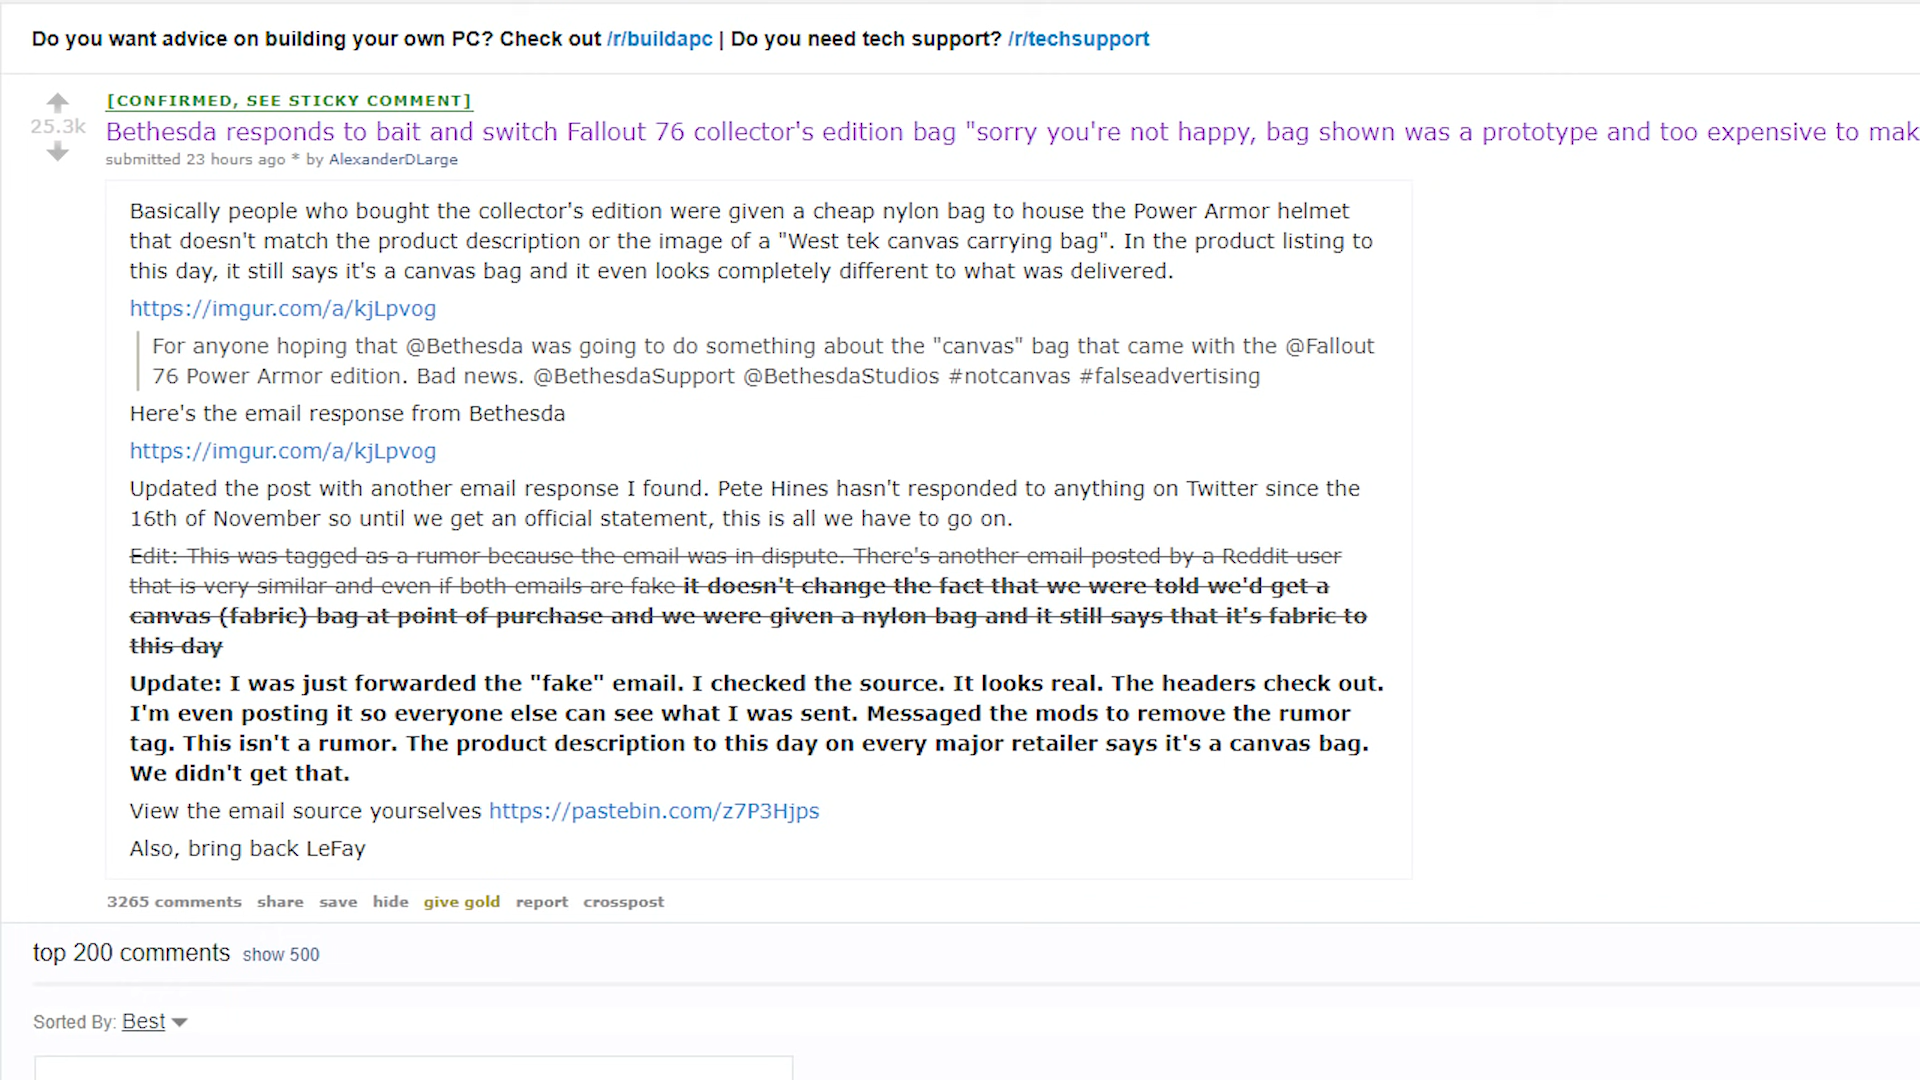 Do you want advice on building your own PC? Check out /r/buildapc | Do you need tech support? /r/techsupport
[CONFIRMED, SEE STICKY COMMENT]
25.3k
Bethesda responds to bait and switch Fallout 76 collector's edition bag "sorry you're not happy, bag shown was a prototype and too expensive to mak
submitted 23 hours ago * by AlexanderDLarge
Basically people who bought the collector's edition were given a cheap nylon bag to house the Power Armor helmet
that doesn't match the product description or the image of a "West tek canvas carrying bag". In the product listing to
this day, it still says it's a canvas bag and it even looks completely different to what was delivered.
https://imgur.com/a/kjLpvog
For anyone hoping that @Bethesda was going to do something about the "canvas" bag that came with the @Fallout
76 Power Armor edition. Bad news. @BethesdaSupport @BethesdaStudios #notcanvas #falseadvertising
Here's the email response from Bethesda
https://imgur.com/a/kjLpvog
Updated the post with another email response I found. Pete Hines hasn't responded to anything on Twitter since the
16th of November so until we get an official statement, this is all we have to go on.
Edit: This was tagged as a rumor because the email was in dispute. There's another email posted by a Reddit user
that is very similar and even if both emails are fake it doesn't change the fact that we were told we'd get a
canvas (fabric) bag at point of purchase and we were given a nylon bag and it still says that it's fabric to
this day
Update: I was just forwarded the "fake" email. I checked the source. It looks real. The headers check out.
I'm even posting it so everyone else can see what I was sent. Messaged the mods to remove the rumor
tag. This isn't a rumor. The product description to this day on every major retailer says it's a canvas bag.
We didn't get that.
View the email source yourselves https://pastebin.com/z7P3Hjps
Also, bring back LeFay
3265 comments share save hide give gold report crosspost
top 200 comments show 500
Sorted By: Best